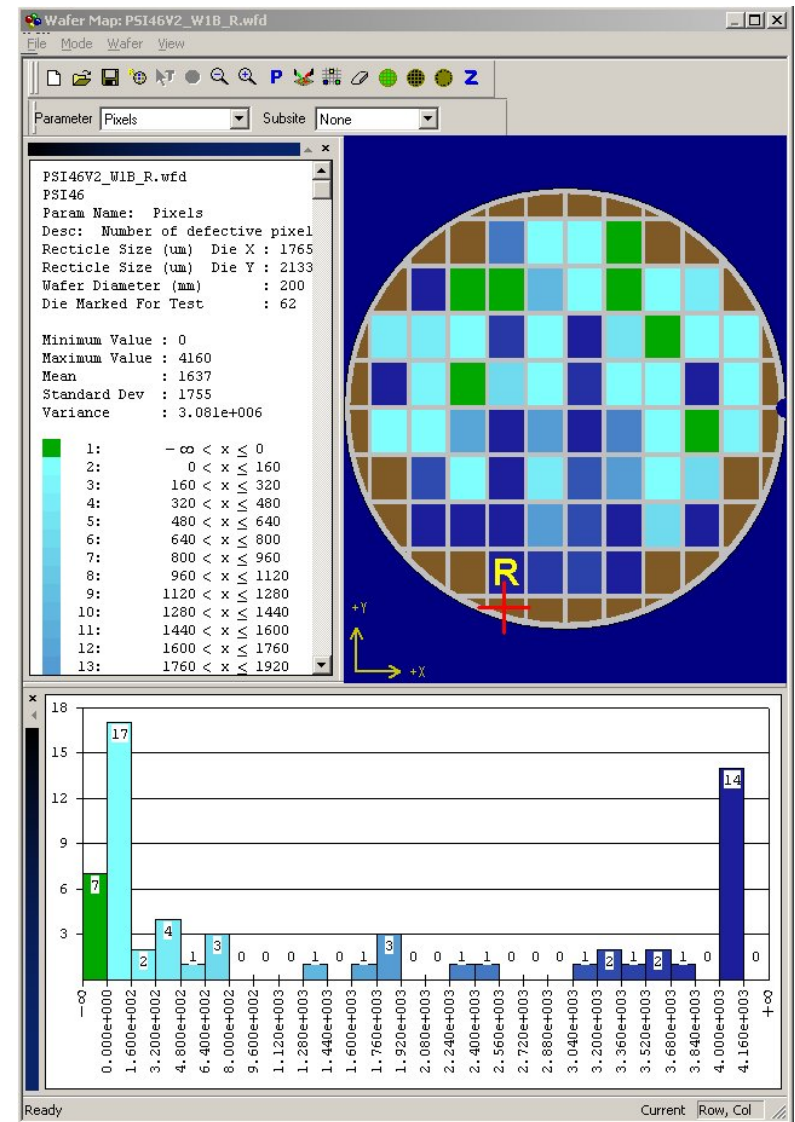 Wafer Map: PSI46V2_W1B_R.wfd
File Mode Wafer View
P Z
Parameter Pixels Subsite None
PSI46V2_W1B_R.wfd
PSI46
Param Name: Pixels
Desc: Number of defective pixel
Recticle Size (um) Die X : 1765
Recticle Size (um) Die Y : 2133
Wafer Diameter (mm) : 200
Die Marked For Test : 62
Minimum Value : 0
Maximum Value : 4160
Mean : 1637
Standard Dev : 1755
Variance : 3.081e+006
1: -∞ < x ≤ 0
2: 0 < x ≤ 160
3: 160 < x ≤ 320
4: 320 < x ≤ 480
5: 480 < x ≤ 640
6: 640 < x ≤ 800
7: 800 < x ≤ 960
8: 960 < x ≤ 1120
9: 1120 < x ≤ 1280
10: 1280 < x ≤ 1440
11: 1440 < x ≤ 1600
12: 1600 < x ≤ 1760
13: 1760 < x ≤ 1920
R
+Y
+X
18
15
12
9
6
3
7 17 2 4 1 3 0 0 0 1 0 1 3 0 0 1 1 0 0 0 1 2 1 2 1 0 14 0
-∞
0.000e+000
1.600e+002
3.200e+002
4.800e+002
6.400e+002
8.000e+002
9.600e+002
1.120e+003
1.280e+003
1.440e+003
1.600e+003
1.760e+003
1.920e+003
2.080e+003
2.240e+003
2.400e+003
2.560e+003
2.720e+003
2.880e+003
3.040e+003
3.200e+003
3.360e+003
3.520e+003
3.680e+003
3.840e+003
4.000e+003
4.160e+003
+∞
Ready Current Row, Col